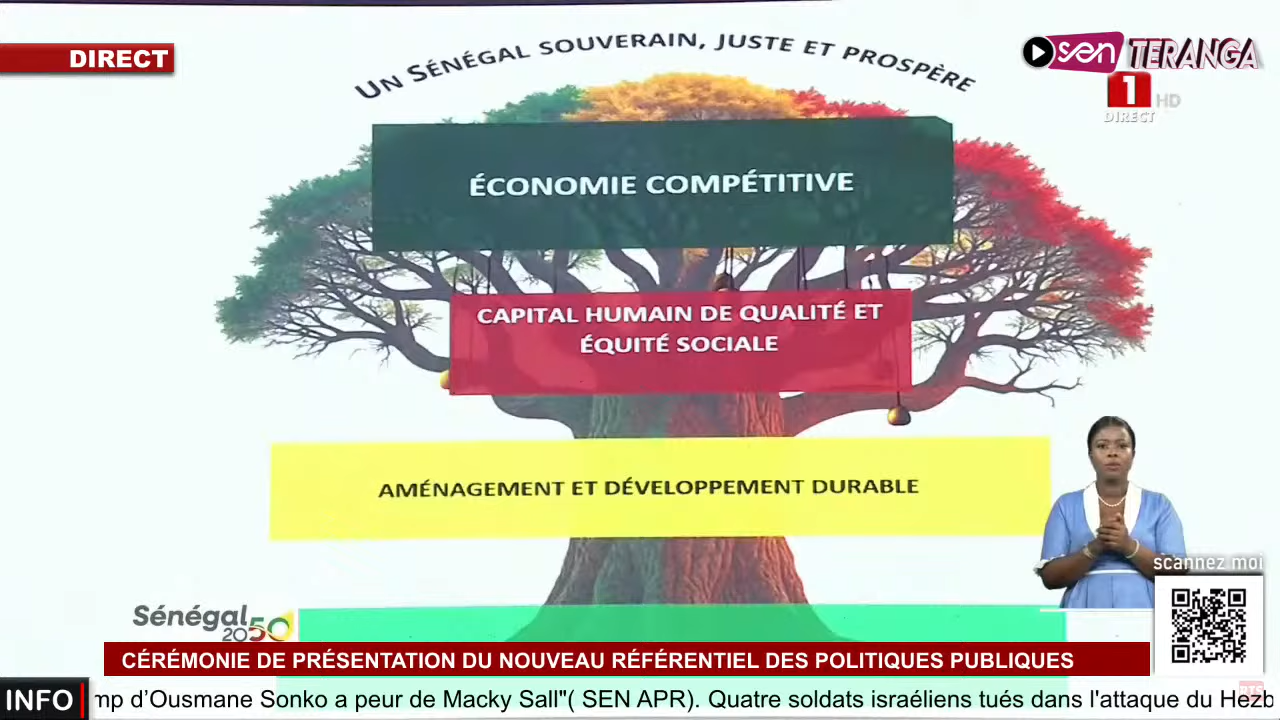 DIRECT
UN SÉNÉGAL SOUVERAIN, JUSTE ET PROSPÈRE
sen TERANGA
1 HD
DIRECT
ÉCONOMIE COMPÉTITIVE
CAPITAL HUMAIN DE QUALITÉ ET
ÉQUITÉ SOCIALE
AMÉNAGEMENT ET DÉVELOPPEMENT DURABLE
scannez moi
Sénégal
2050
CÉRÉMONIE DE PRÉSENTATION DU NOUVEAU RÉFÉRENTIEL DES POLITIQUES PUBLIQUES
RTS
INFO mp d'Ousmane Sonko a peur de Macky Sall"( SEN APR). Quatre soldats israéliens tués dans l'attaque du Hezb